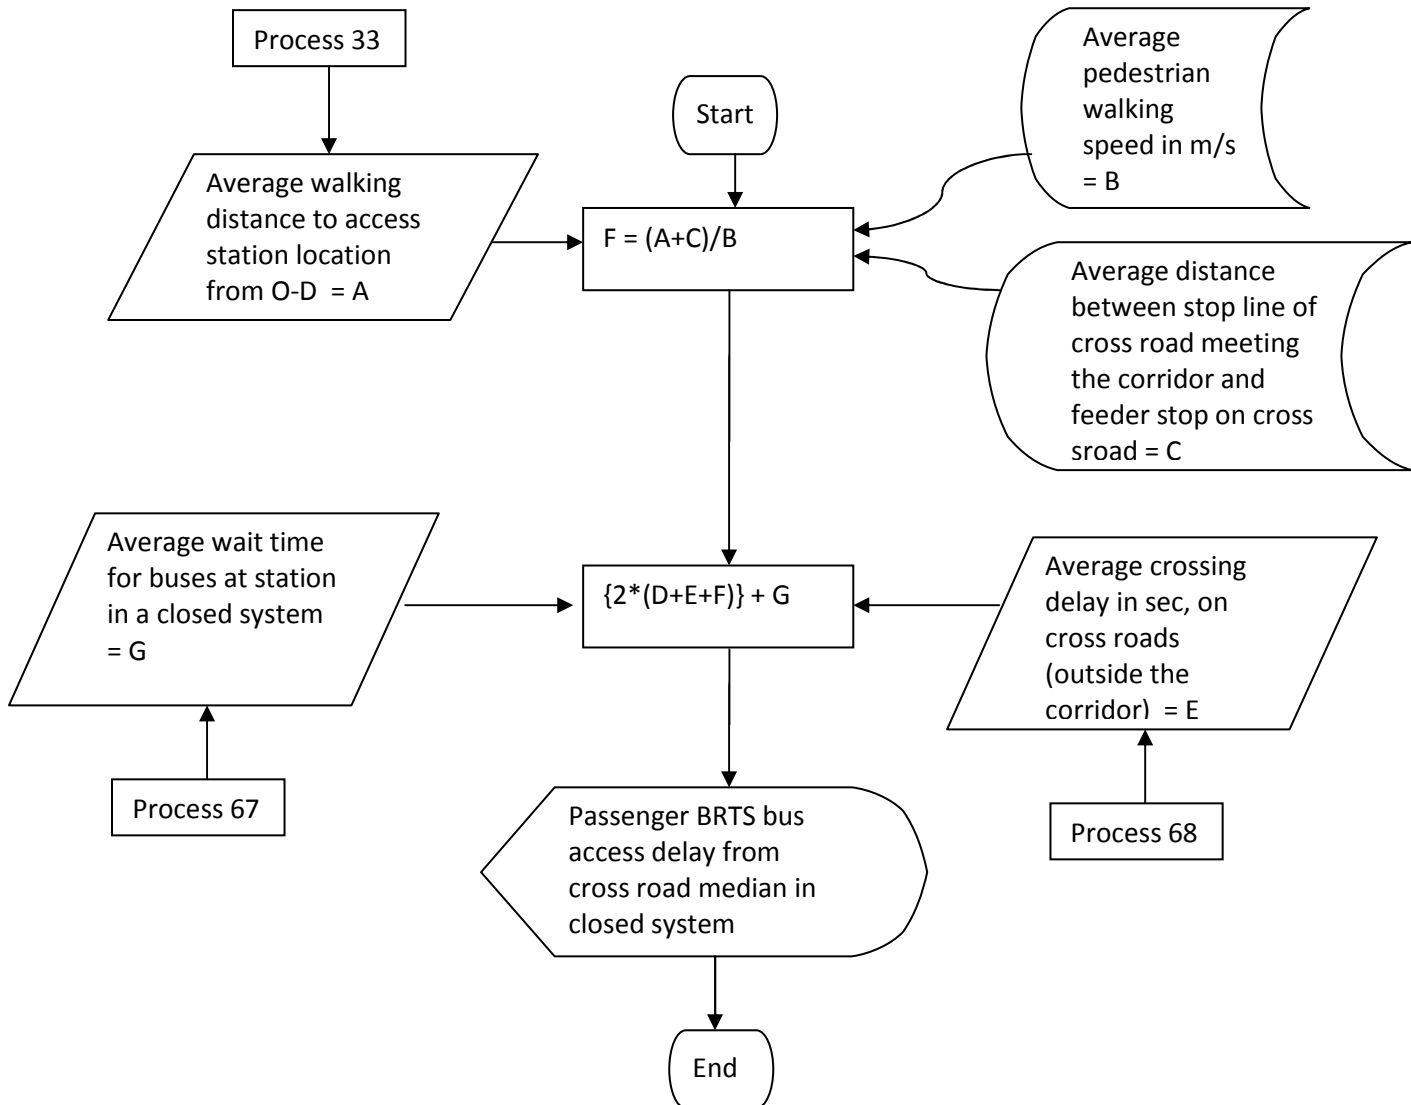 Process 33
Start
Average
pedestrian
walking
speed in m/s
= B
Average walking
distance to access
station location
from O-D  = A
F = (A+C)/B
Average distance
between stop line of
cross road meeting
the corridor and
feeder stop on cross
sroad = C
Average wait time
for buses at station
in a closed system
= G
{2*(D+E+F)} + G
Average crossing
delay in sec, on
cross roads
(outside the
corridor)  = E
Process 67
Process 68
Passenger BRTS bus
access delay from
cross road median in
closed system
End